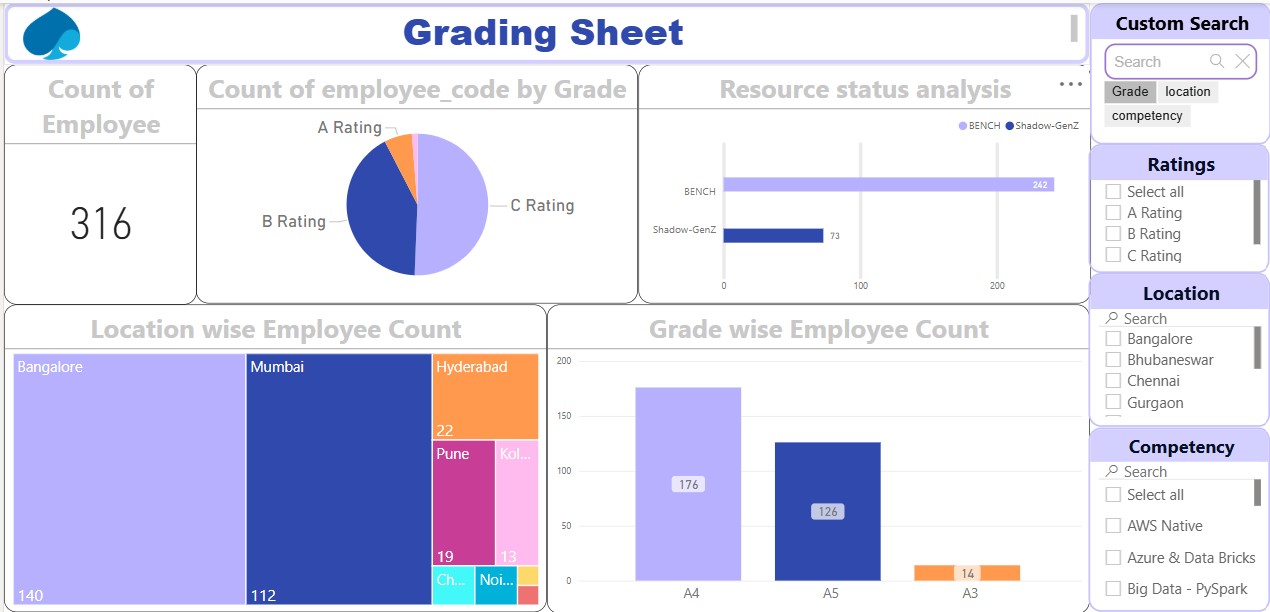 Grading Sheet
Count of
Employee
316
Count of employee_code by Grade
A Rating
B Rating
C Rating
Resource status analysis
BENCH
Shadow-GenZ
BENCH
242
Shadow-GenZ
73
0
100
200
Location wise Employee Count
Bangalore
140
Mumbai
112
Hyderabad
22
Pune
19
Kol...
13
Ch...
Noi...
Grade wise Employee Count
200
150
100
50
0
176
126
14
A4
A5
A3
Custom Search
Search
Grade
location
competency
Ratings
Select all
A Rating
B Rating
C Rating
Location
Search
Bangalore
Bhubaneswar
Chennai
Gurgaon
Competency
Search
Select all
AWS Native
Azure & Data Bricks
Big Data - PySpark